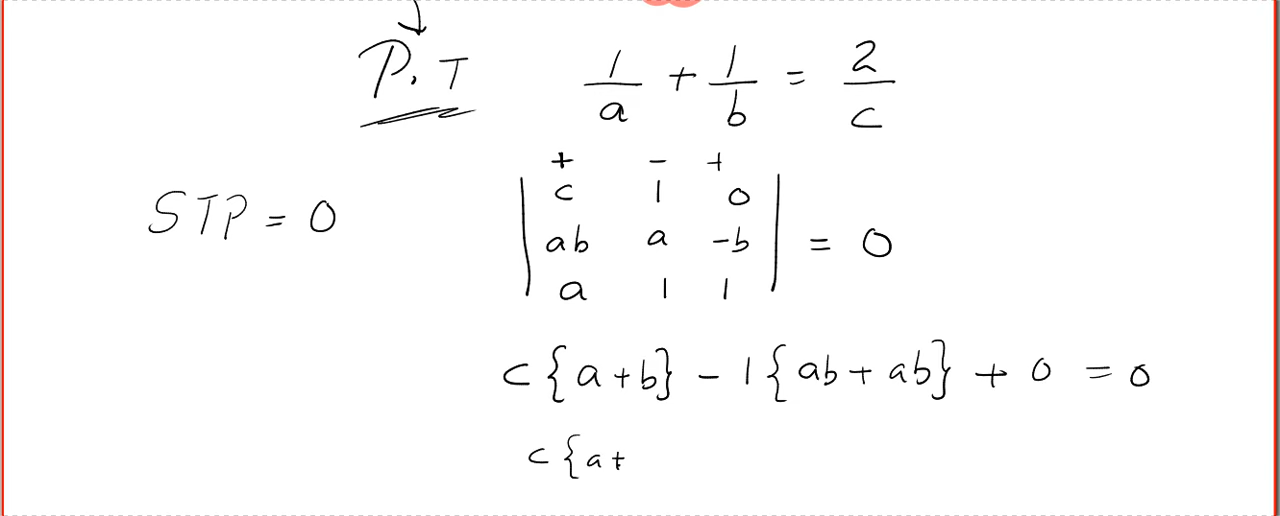 P.T 1/a + 1/b = 2/c
+ - +
c 1 0
STP = 0 ab a -b = 0
a 1 1
c{a+b} - 1{ab+ab} + 0 = 0
c{a+